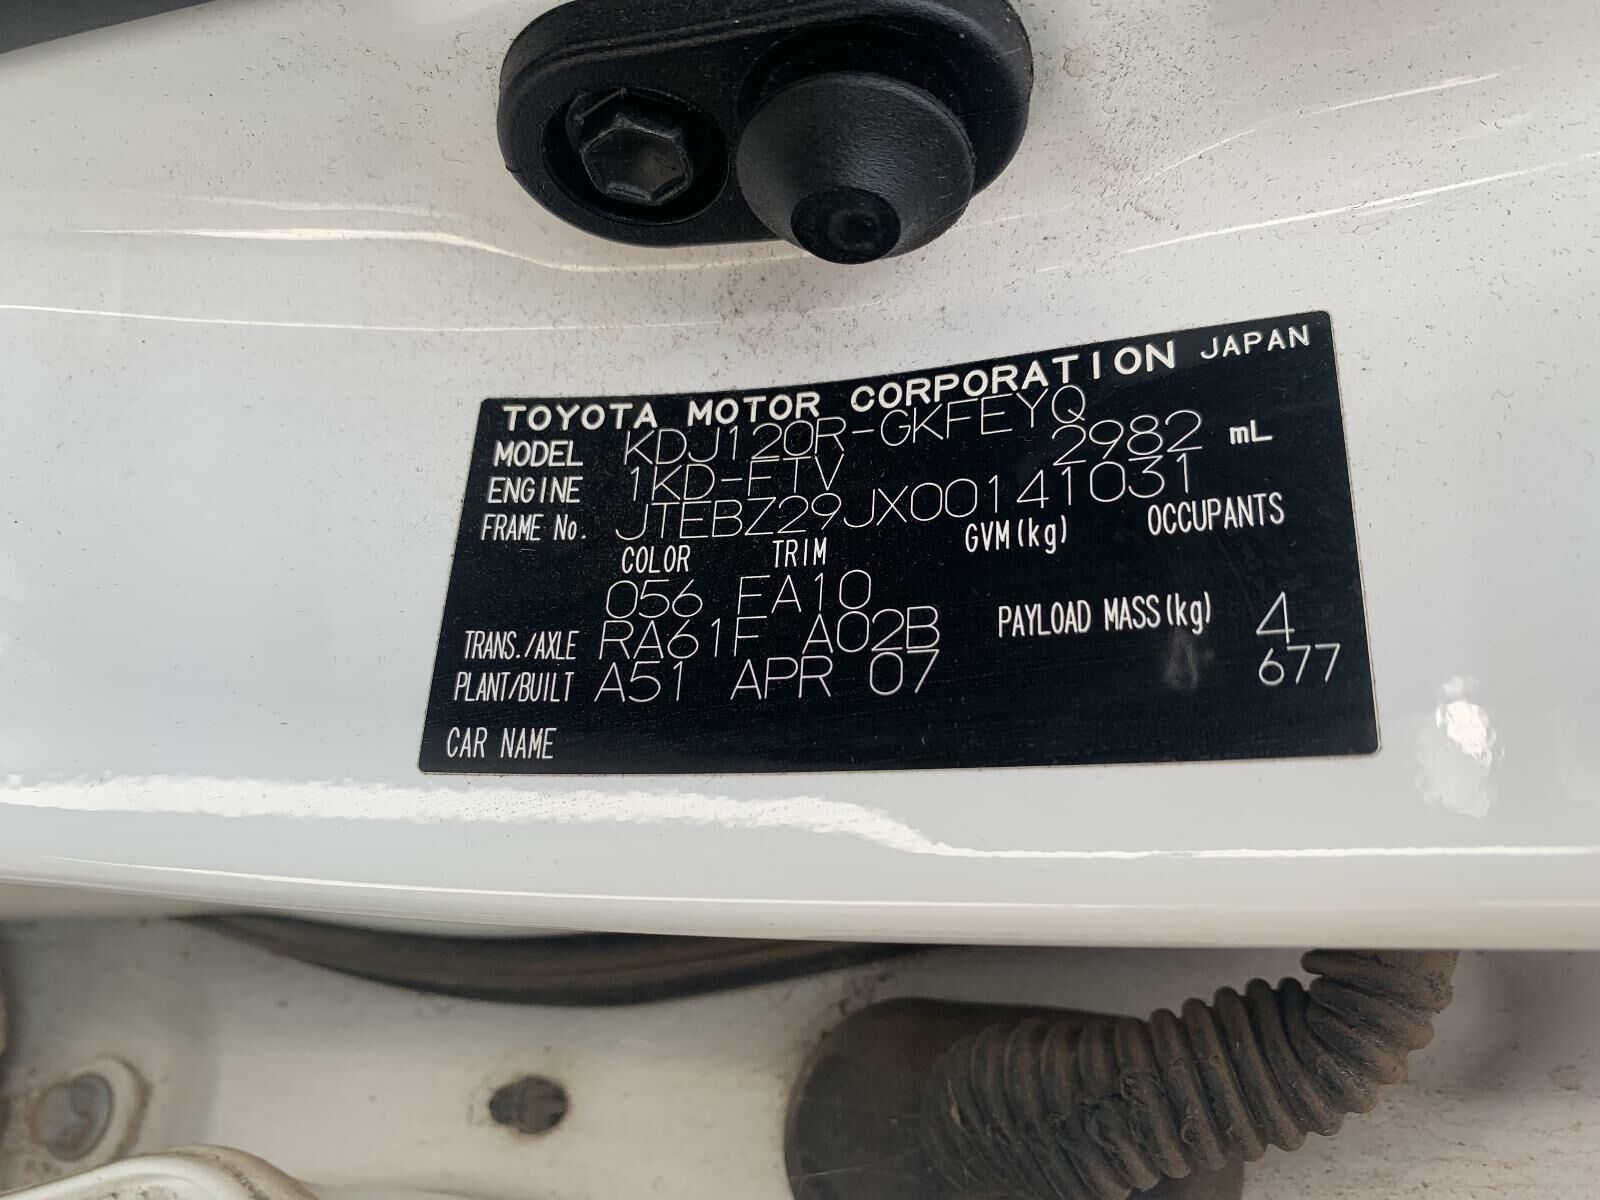 TOYOTA MOTOR CORPORATION JAPAN
MODEL KDJ120R-GKFEYQ
ENGINE 1KD-FTV 2982 mL
FRAME No. JTEBZ29JX00141031
COLOR TRIM GVM(kg) OCCUPANTS
056 FA10
TRANS./AXLE RA61F A02B PAYLOAD MASS(kg) 4
PLANT/BUILT A51 APR 07 677
CAR NAME